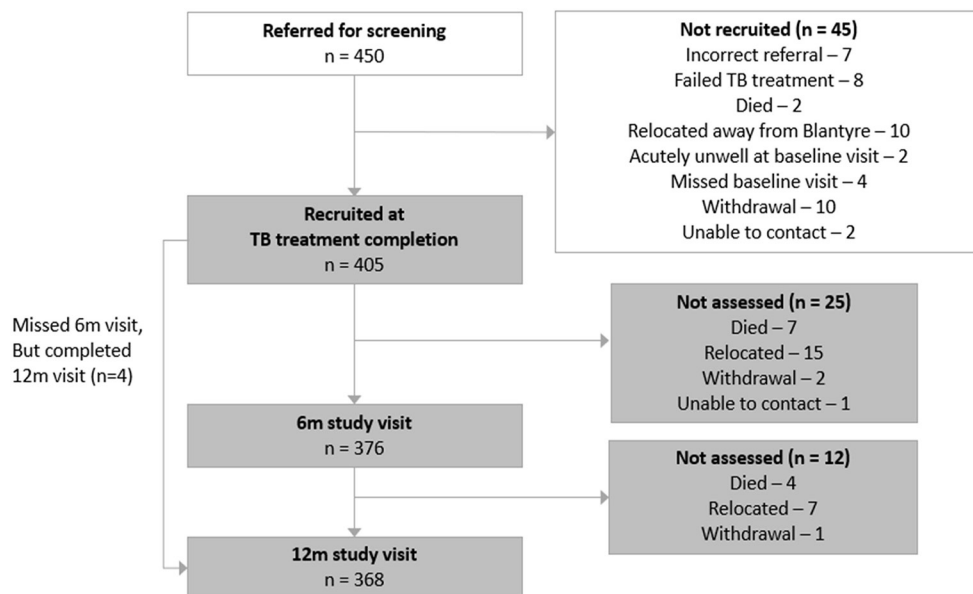 Referred for screening
n = 450
Not recruited (n = 45)
Incorrect referral – 7
Failed TB treatment – 8
Died – 2
Relocated away from Blantyre – 10
Acutely unwell at baseline visit – 2
Missed baseline visit – 4
Withdrawal – 10
Unable to contact – 2
Recruited at
TB treatment completion
n = 405
Missed 6m visit,
But completed
12m visit (n=4)
Not assessed (n = 25)
Died – 7
Relocated – 15
Withdrawal – 2
Unable to contact – 1
6m study visit
n = 376
Not assessed (n = 12)
Died – 4
Relocated – 7
Withdrawal – 1
12m study visit
n = 368